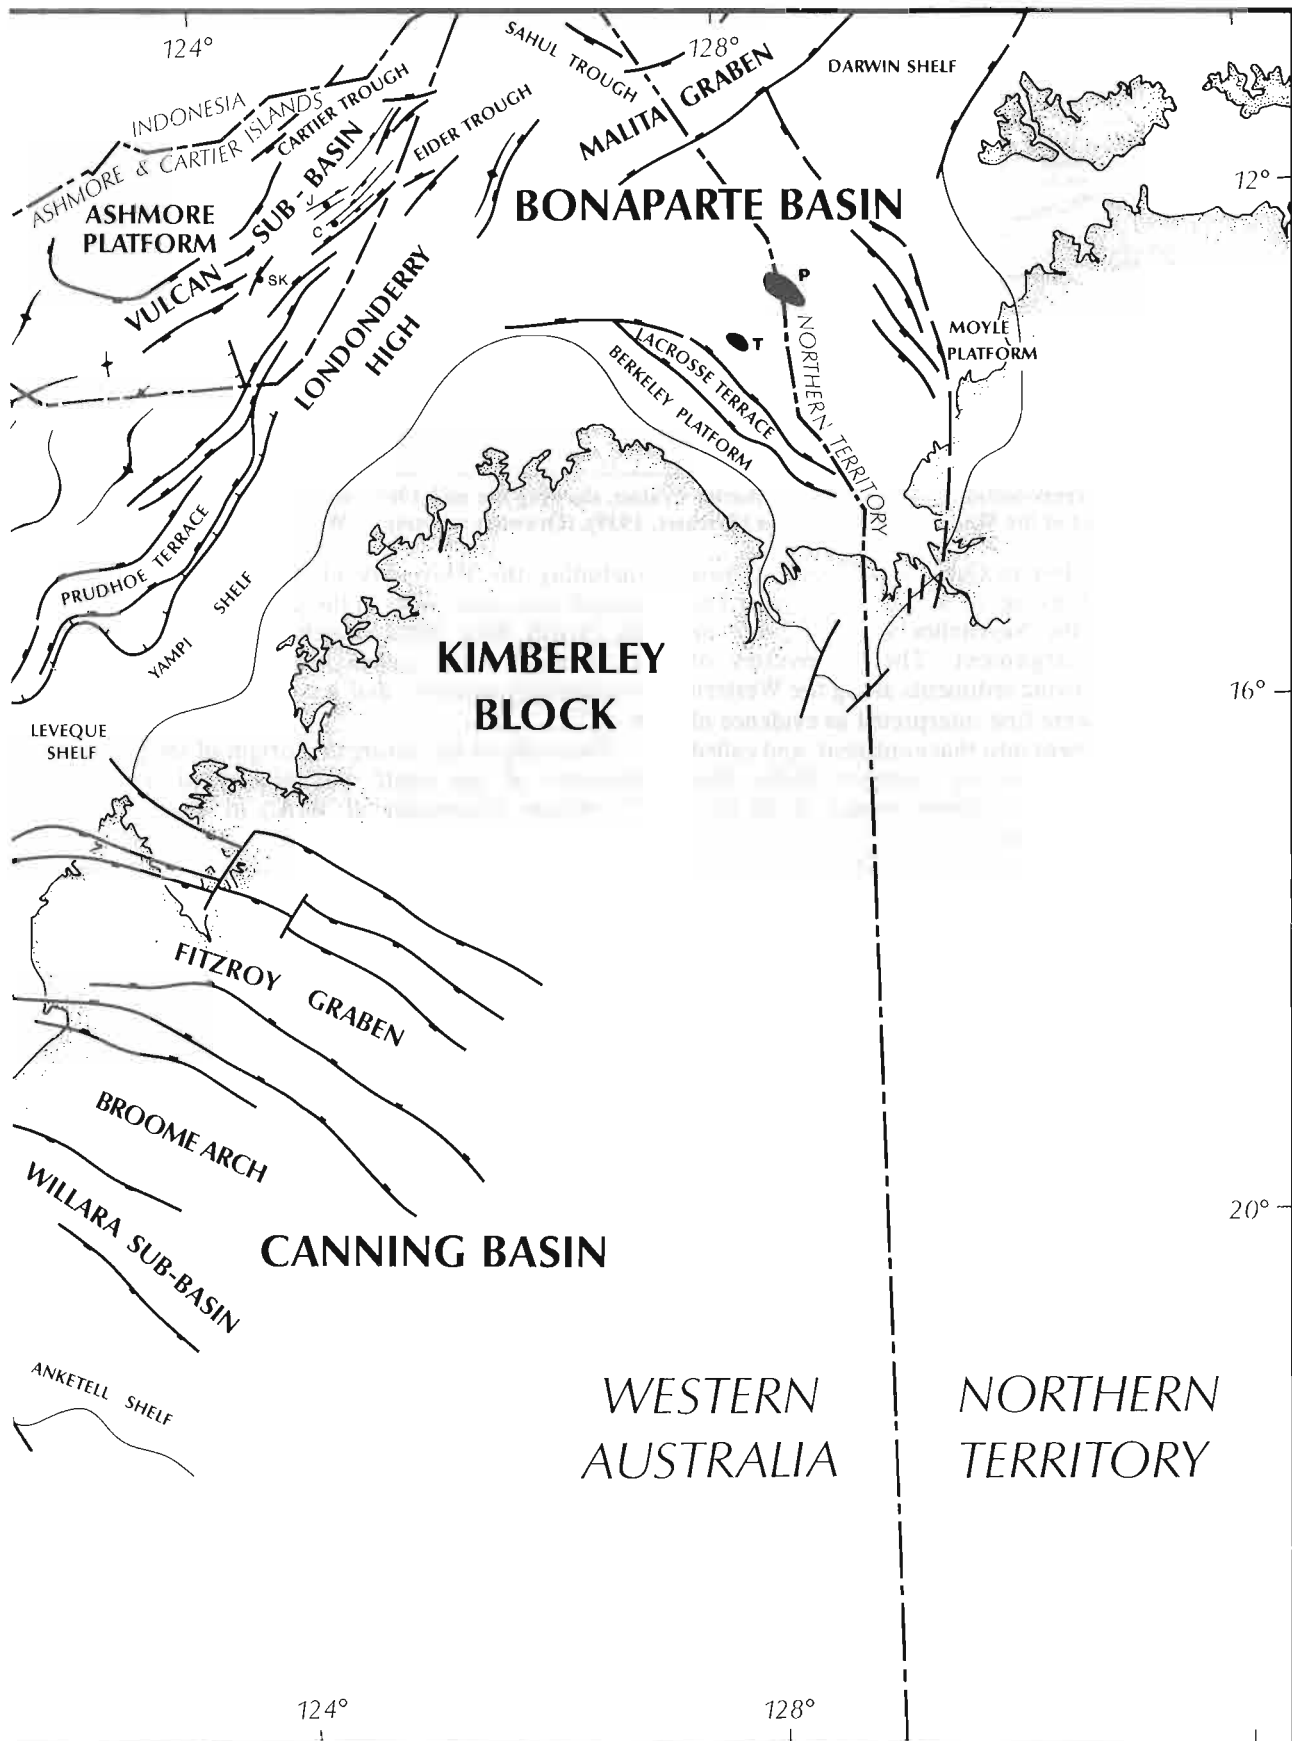 124°
128°
SAHUL TROUGH
MALITA GRABEN
DARWIN SHELF
INDONESIA
ASHMORE & CARTIER ISLANDS
CARTIER TROUGH
EIDER TROUGH
12°
ASHMORE
PLATFORM
VULCAN SUB-BASIN
J
C
SK
BONAPARTE BASIN
LONDONDERRY
HIGH
P
T
NORTHERN TERRITORY
MOYLE
PLATFORM
LACROSSE TERRACE
BERKELEY PLATFORM
PRUDHOE TERRACE
YAMPI SHELF
KIMBERLEY
BLOCK
16°
LEVEQUE
SHELF
FITZROY GRABEN
BROOME ARCH
WILLARA SUB-BASIN
CANNING BASIN
20°
ANKETELL SHELF
WESTERN
AUSTRALIA
NORTHERN
TERRITORY
124°
128°